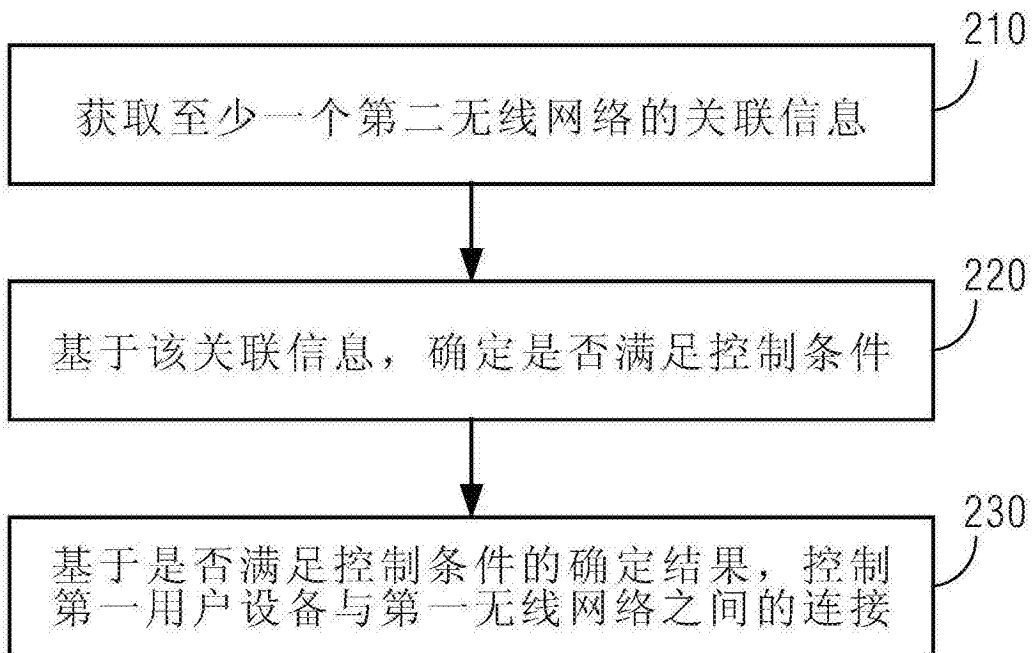 210
获取至少一个第二无线网络的关联信息
220
基于该关联信息，确定是否满足控制条件
230
基于是否满足控制条件的确定结果，控制
第一用户设备与第一无线网络之间的连接